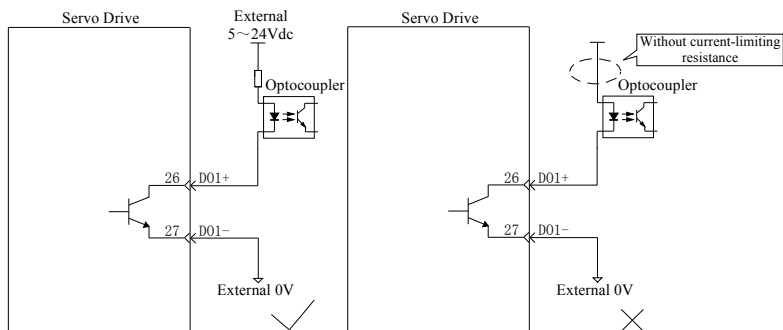 Servo Drive
External
5～24Vdc
Optocoupler
26 DO1+
27 DO1-
External 0V
Servo Drive
Without current-limiting
resistance
Optocoupler
26 DO1+
27 DO1-
External 0V